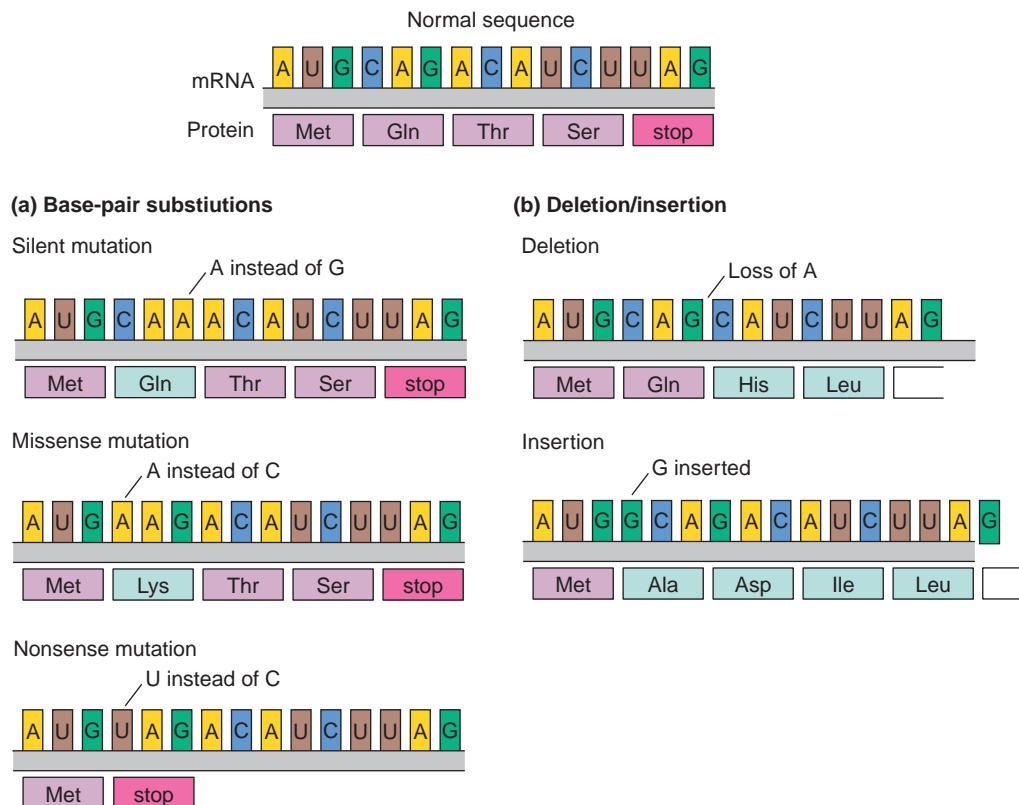 Normal sequence
mRNA A U G C A G A C A U C U U A G
Protein Met Gln Thr Ser stop
(a) Base-pair substiutions
Silent mutation
A instead of G
A U G C A A A C A U C U U A G
Met Gln Thr Ser stop
Missense mutation
A instead of C
A U G A A G A C A U C U U A G
Met Lys Thr Ser stop
Nonsense mutation
U instead of C
A U G U A G A C A U C U U A G
Met stop
(b) Deletion/insertion
Deletion
Loss of A
A U G C A G C A U C U U A G
Met Gln His Leu
Insertion
G inserted
A U G G C A G A C A U C U U A G
Met Ala Asp Ile Leu